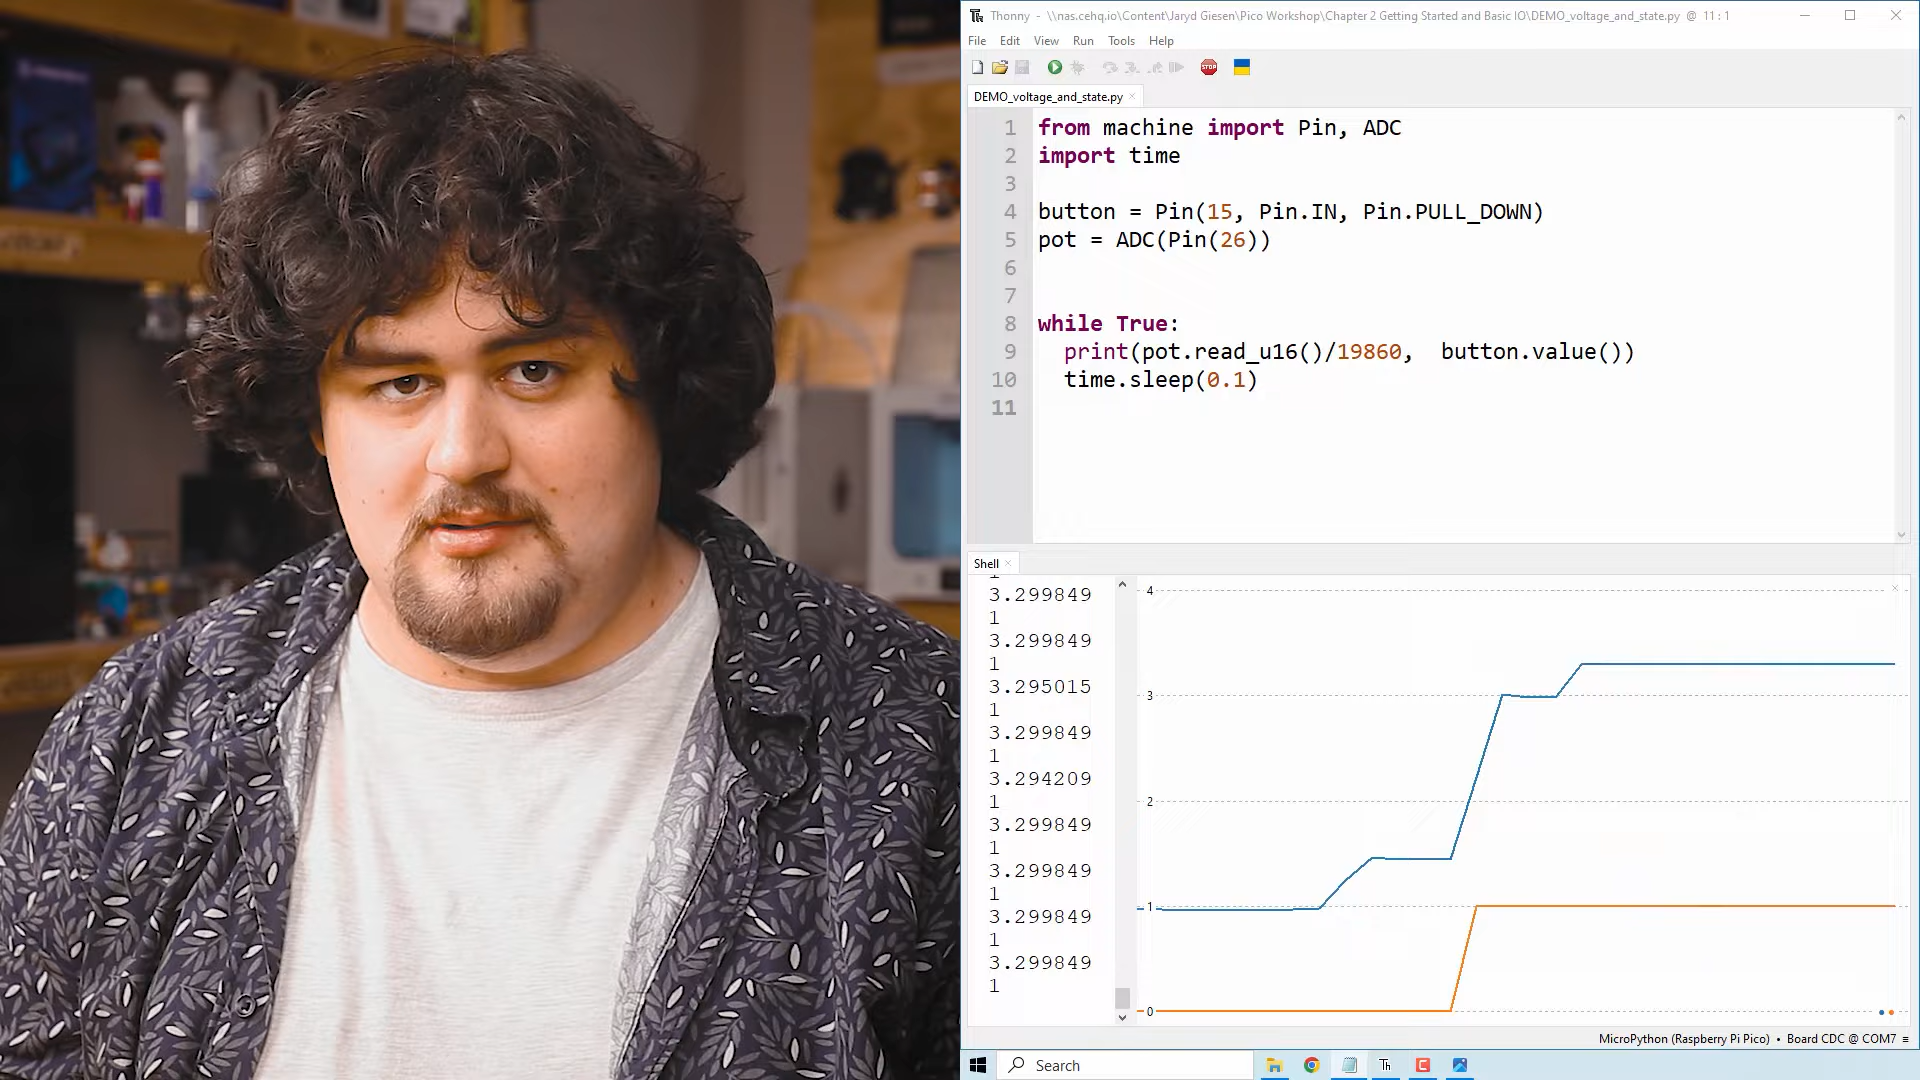 Thonny - \\nas.cehq.io\Content\Jaryd Giesen\Pico Workshop\Chapter 2 Getting Started and Basic IO\DEMO_voltage_and_state.py @ 11 : 1
File Edit View Run Tools Help
STOP
DEMO_voltage_and_state.py
1 from machine import Pin, ADC
2 import time
3
4 button = Pin(15, Pin.IN, Pin.PULL_DOWN)
5 pot = ADC(Pin(26))
6
7
8 while True:
9 print(pot.read_u16()/19860, button.value())
10 time.sleep(0.1)
11
Shell
3.299849
1
3.299849
1
3.295015
1
3.299849
1
3.294209
1
3.299849
1
3.299849
1
3.299849
1
3.299849
1
4
3
2
1
0
MicroPython (Raspberry Pi Pico) • Board CDC @ COM7 ≡
Search